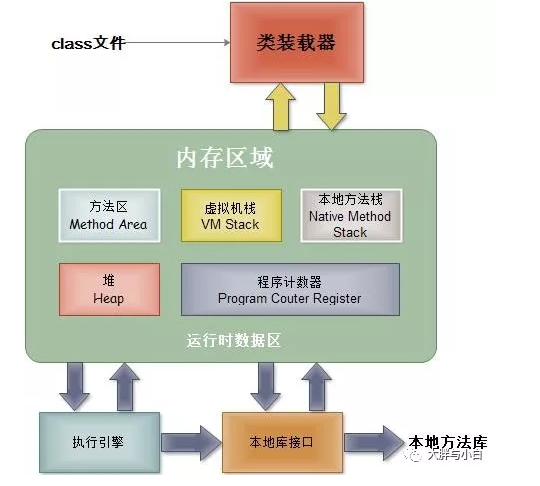 class文件
类装载器
内存区域
方法区
Method Area
虚拟机栈
VM Stack
本地方法栈
Native Method
Stack
堆
Heap
程序计数器
Program Couter Register
运行时数据区
执行引擎
本地库接口
本地方法库
大胖与小白